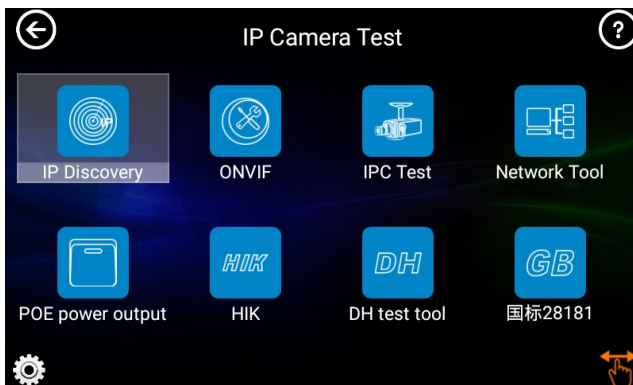 IP Camera Test
?
IP
IP Discovery
ONVIF
IPC Test
Network Tool
HIK
DH
GB
POE power output
HIK
DH test tool
国标28181